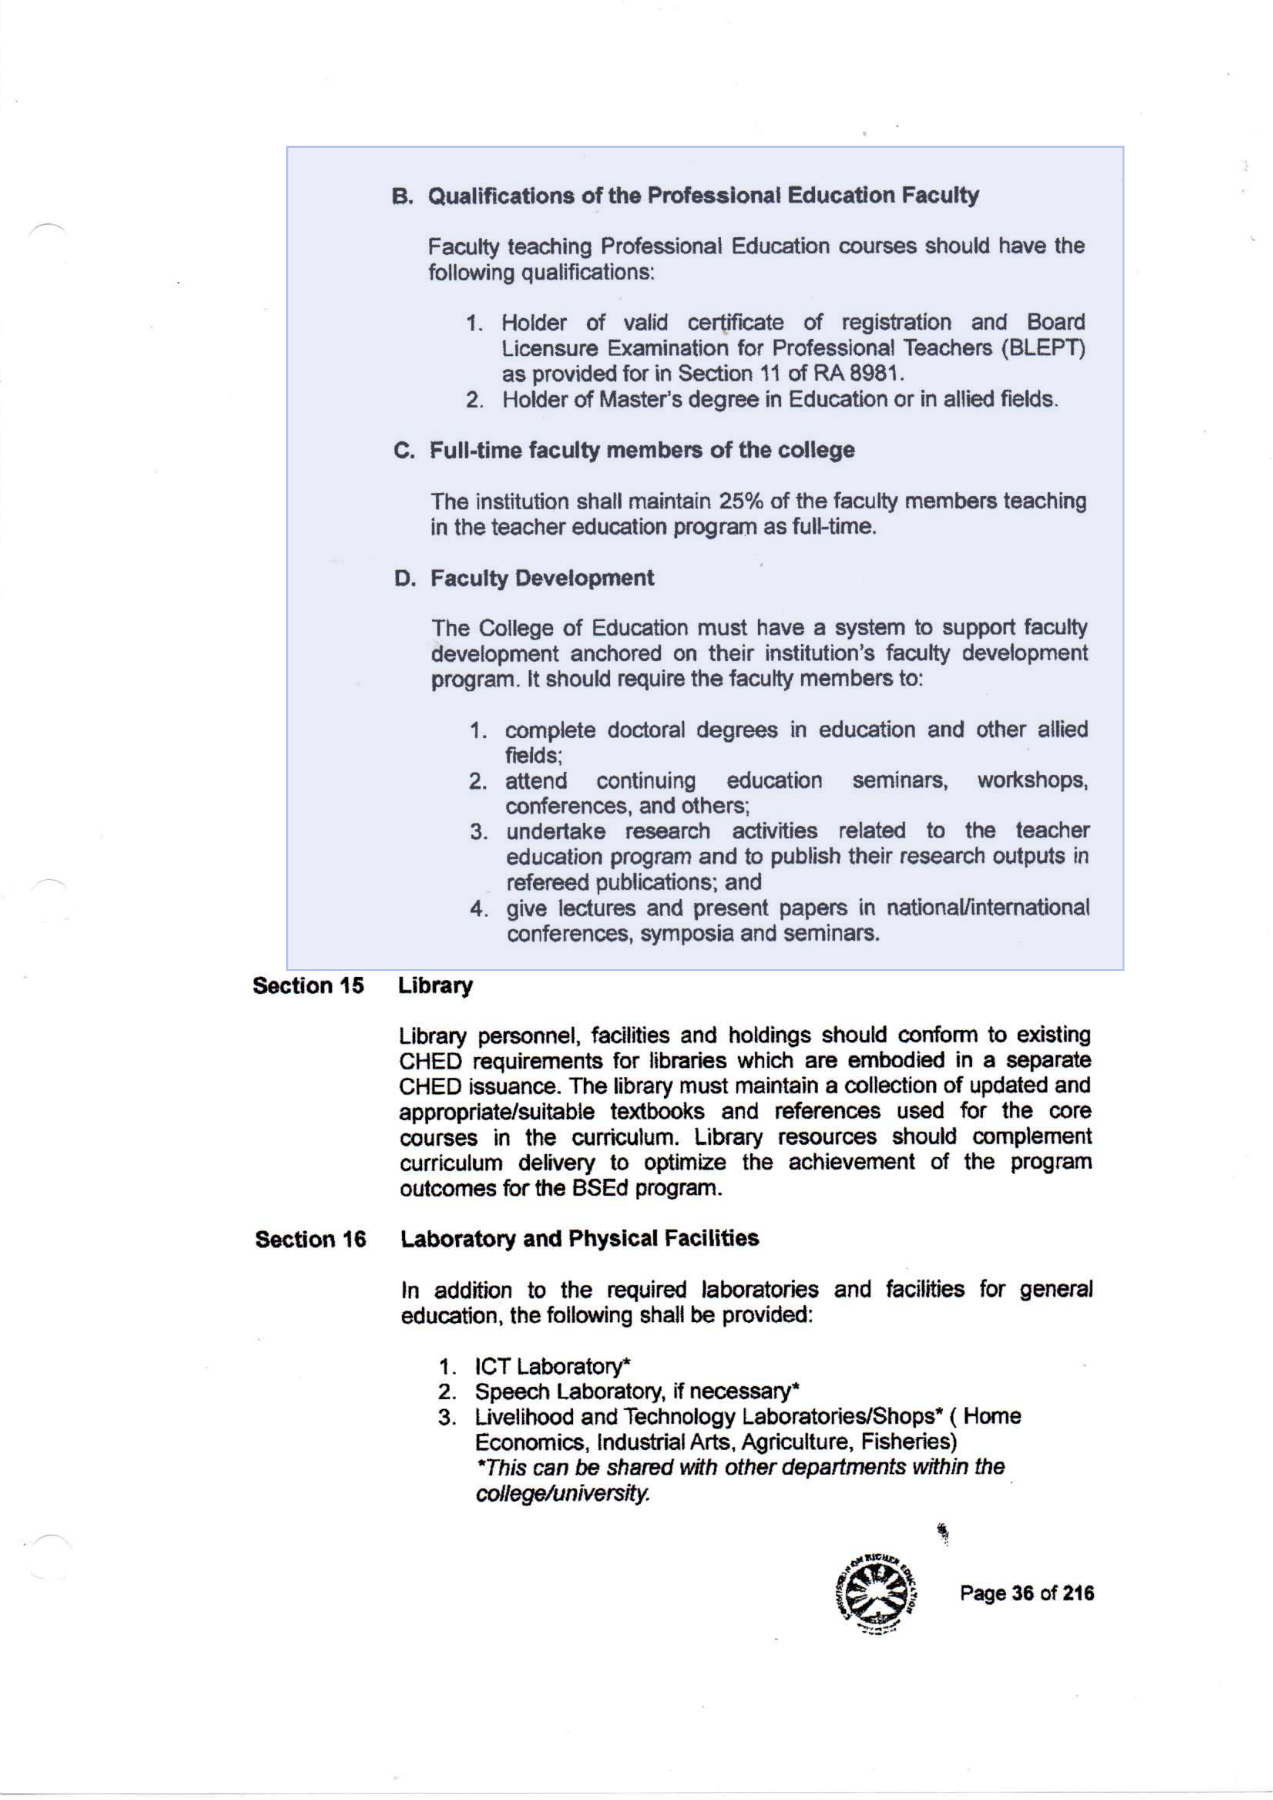 B. Qualifications of the Professional Education Faculty
Faculty teaching Professional Education courses should have the
following qualifications:
1. Holder of valid certificate of registration and Board
Licensure Examination for Professional Teachers (BLEPT)
as provided for in Section 11 of RA 8981.
2. Holder of Master's degree in Education or in allied fields.
C. Full-time faculty members of the college
The institution shall maintain 25% of the faculty members teaching
in the teacher education program as full-time.
D. Faculty Development
The College of Education must have a system to support faculty
development anchored on their institution's faculty development
program. It should require the faculty members to:
1. complete doctoral degrees in education and other allied
fields;
2. attend continuing education seminars, workshops,
conferences, and others;
3. undertake research activities related to the teacher
education program and to publish their research outputs in
refereed publications; and
4. give lectures and present papers in national/international
conferences, symposia and seminars.
Section 15 Library
Library personnel, facilities and holdings should conform to existing
CHED requirements for libraries which are embodied in a separate
CHED issuance. The library must maintain a collection of updated and
appropriate/suitable textbooks and references used for the core
courses in the curriculum. Library resources should complement
curriculum delivery to optimize the achievement of the program
outcomes for the BSEd program.
Section 16 Laboratory and Physical Facilities
In addition to the required laboratories and facilities for general
education, the following shall be provided:
1. ICT Laboratory*
2. Speech Laboratory, if necessary*
3. Livelihood and Technology Laboratories/Shops* ( Home
Economics, Industrial Arts, Agriculture, Fisheries)
*This can be shared with other departments within the
college/university.
COMMISSION ON HIGHER EDUCATION
Page 36 of 216